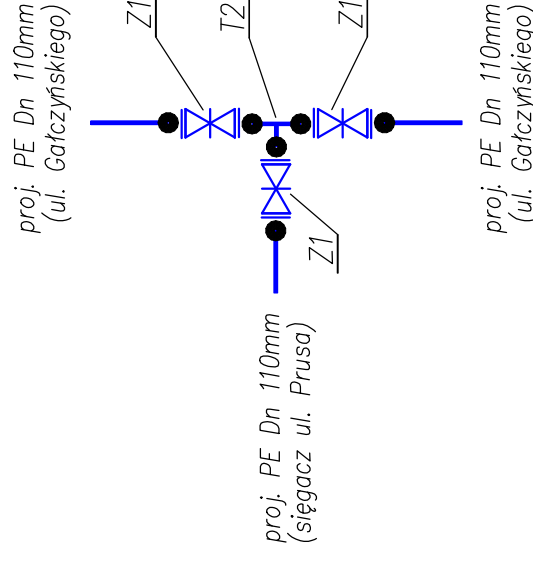 proj. PE Dn 110mm
(ul. Gałczyńskiego)
Z1
T2
Z1
Z1
proj. PE Dn 110mm
(sięgacz ul. Prusa)
proj. PE Dn 110mm
(ul. Gałczyńskiego)